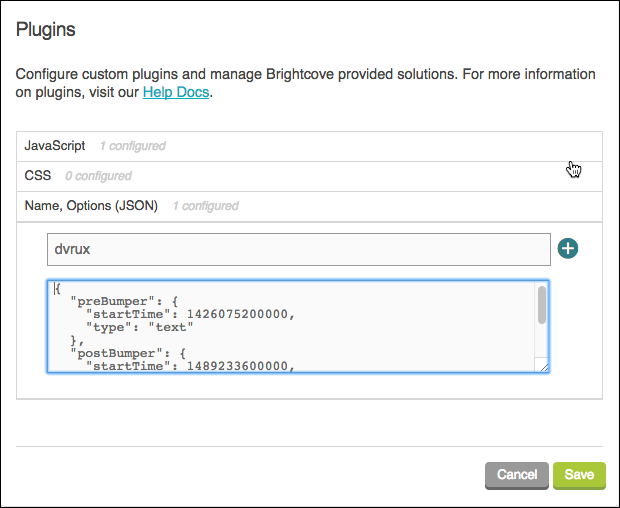 Plugins
Configure custom plugins and manage Brightcove provided solutions. For more information
on plugins, visit our Help Docs.
JavaScript 1 configured
CSS 0 configured
Name, Options (JSON) 1 configured
dvrux
{
"preBumper": {
"startTime": 1426075200000,
"type": "text"
},
"postBumper": {
"startTime": 1489233600000,
Cancel Save